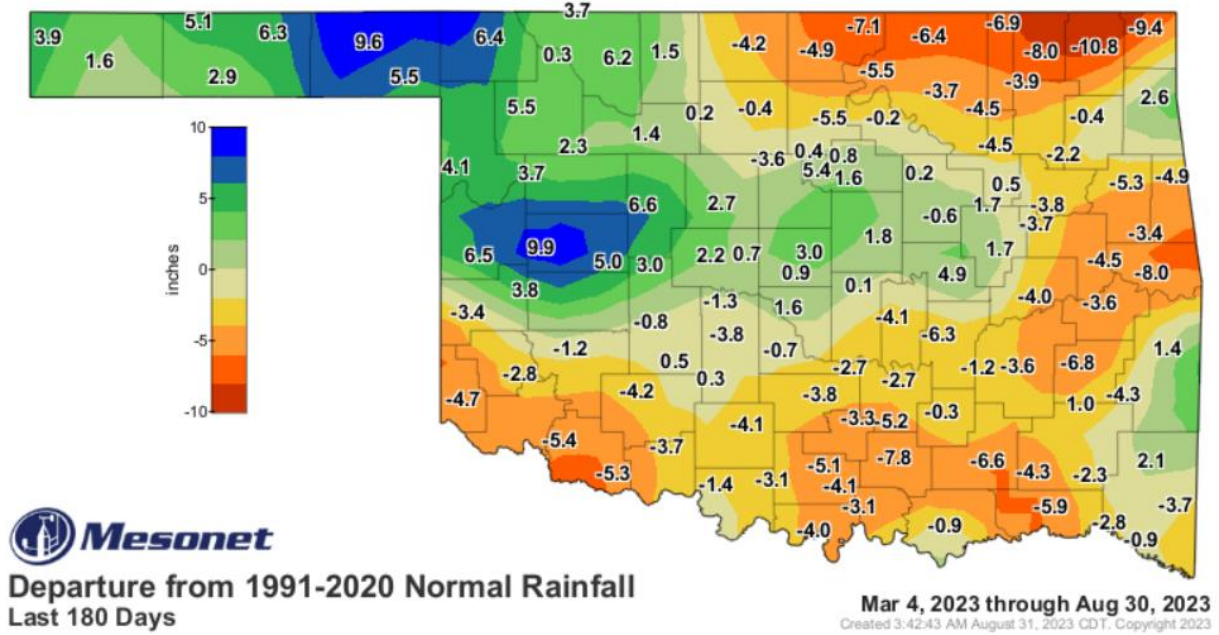 3.7
3.9 5.1 6.3 9.6 6.4 0.3 6.2 1.5 -4.2 -4.9 -7.1 -6.4 -6.9 -8.0 -10.8 -9.4
1.6 2.9 5.5 -5.5 -3.7 -3.9 2.6
5.5 1.4 0.2 -0.4 -5.5 -0.2 -4.5 -0.4
10
2.3 -3.6 0.4 0.8 -4.5 -2.2
4.1 3.7 5.4 1.6 0.2 0.5 -5.3 -4.9
5
6.6 2.7 -0.6 1.7 -3.8
-3.7 -3.4
6.5 9.9 5.0 3.0 2.2 0.7 3.0 1.8 1.7 -4.5
0
0.9 4.9 -8.0
inches
3.8 -1.3 1.6 0.1 -4.0 -3.6
-3.4 -0.8 -3.8 -4.1 -6.3
-5
-1.2 0.5 -0.7 -2.7 -1.2 -3.6 -6.8 1.4
-2.8 0.3 -2.7
-4.7 -4.2 -3.8 -0.3 1.0 -4.3
-10
-4.1 -3.3 -5.2
-5.4 -3.7 -7.8 -6.6 2.1
-5.3 -1.4 -3.1 -5.1 -4.3 -2.3
-4.1
-3.1 -5.9 -3.7
-4.0 -0.9 -2.8
-0.9
Mesonet
Departure from 1991-2020 Normal Rainfall
Last 180 Days
Mar 4, 2023 through Aug 30, 2023
Created 3:42:43 AM August 31, 2023 CDT. Copyright 2023